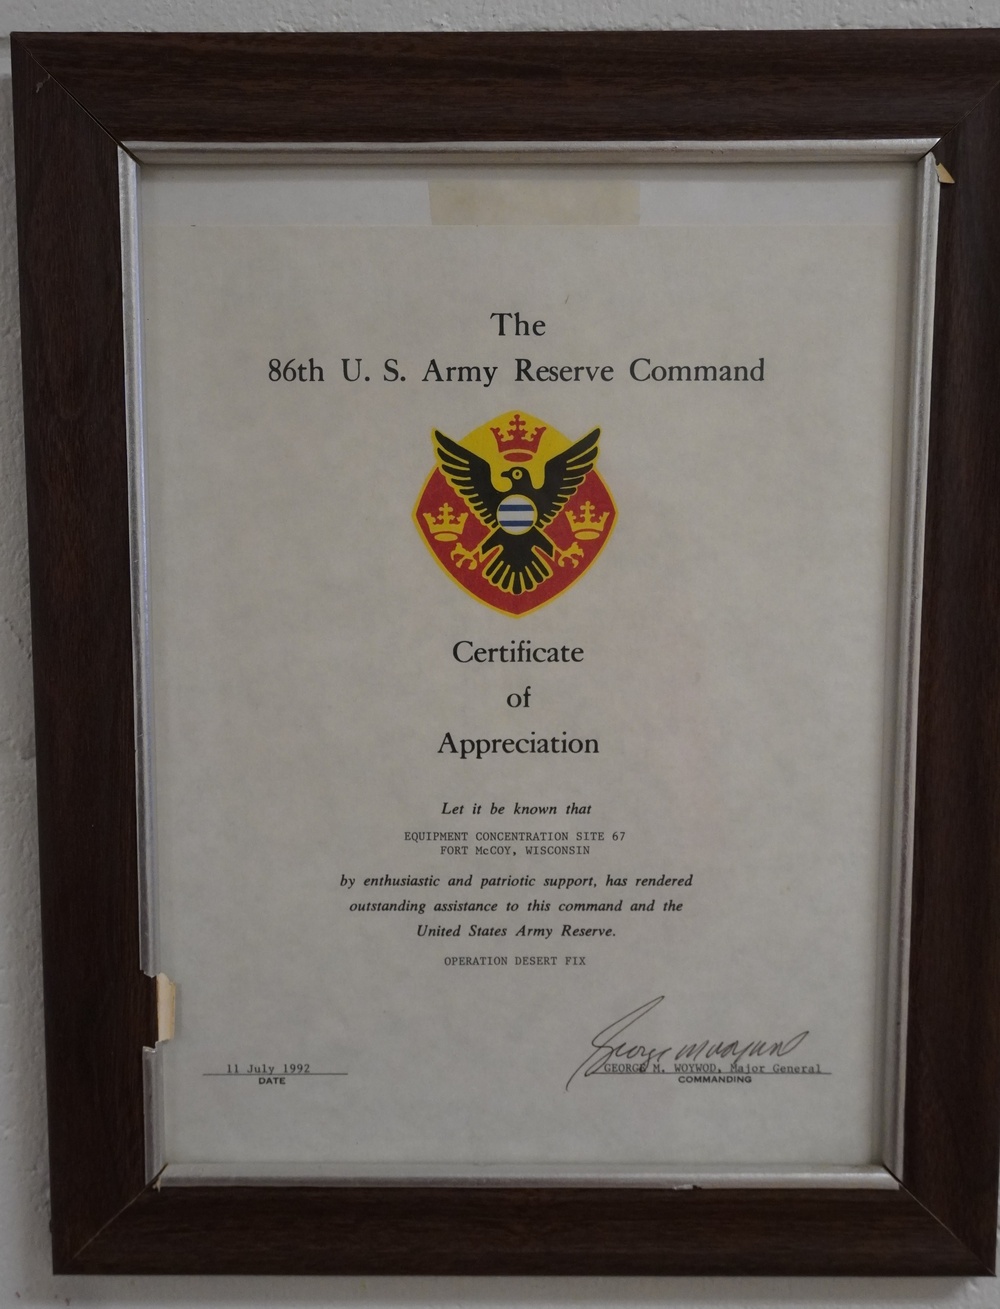 The
86th U. S. Army Reserve Command
Certificate
of
Appreciation
Let it be known that
EQUIPMENT CONCENTRATION SITE 67
FORT McCOY, WISCONSIN
by enthusiastic and patriotic support, has rendered
outstanding assistance to this command and the
United States Army Reserve.
OPERATION DESERT FIX
George M Woywod
11 July 1992
GEORGE M. WOYWOD, Major General
DATE
COMMANDING